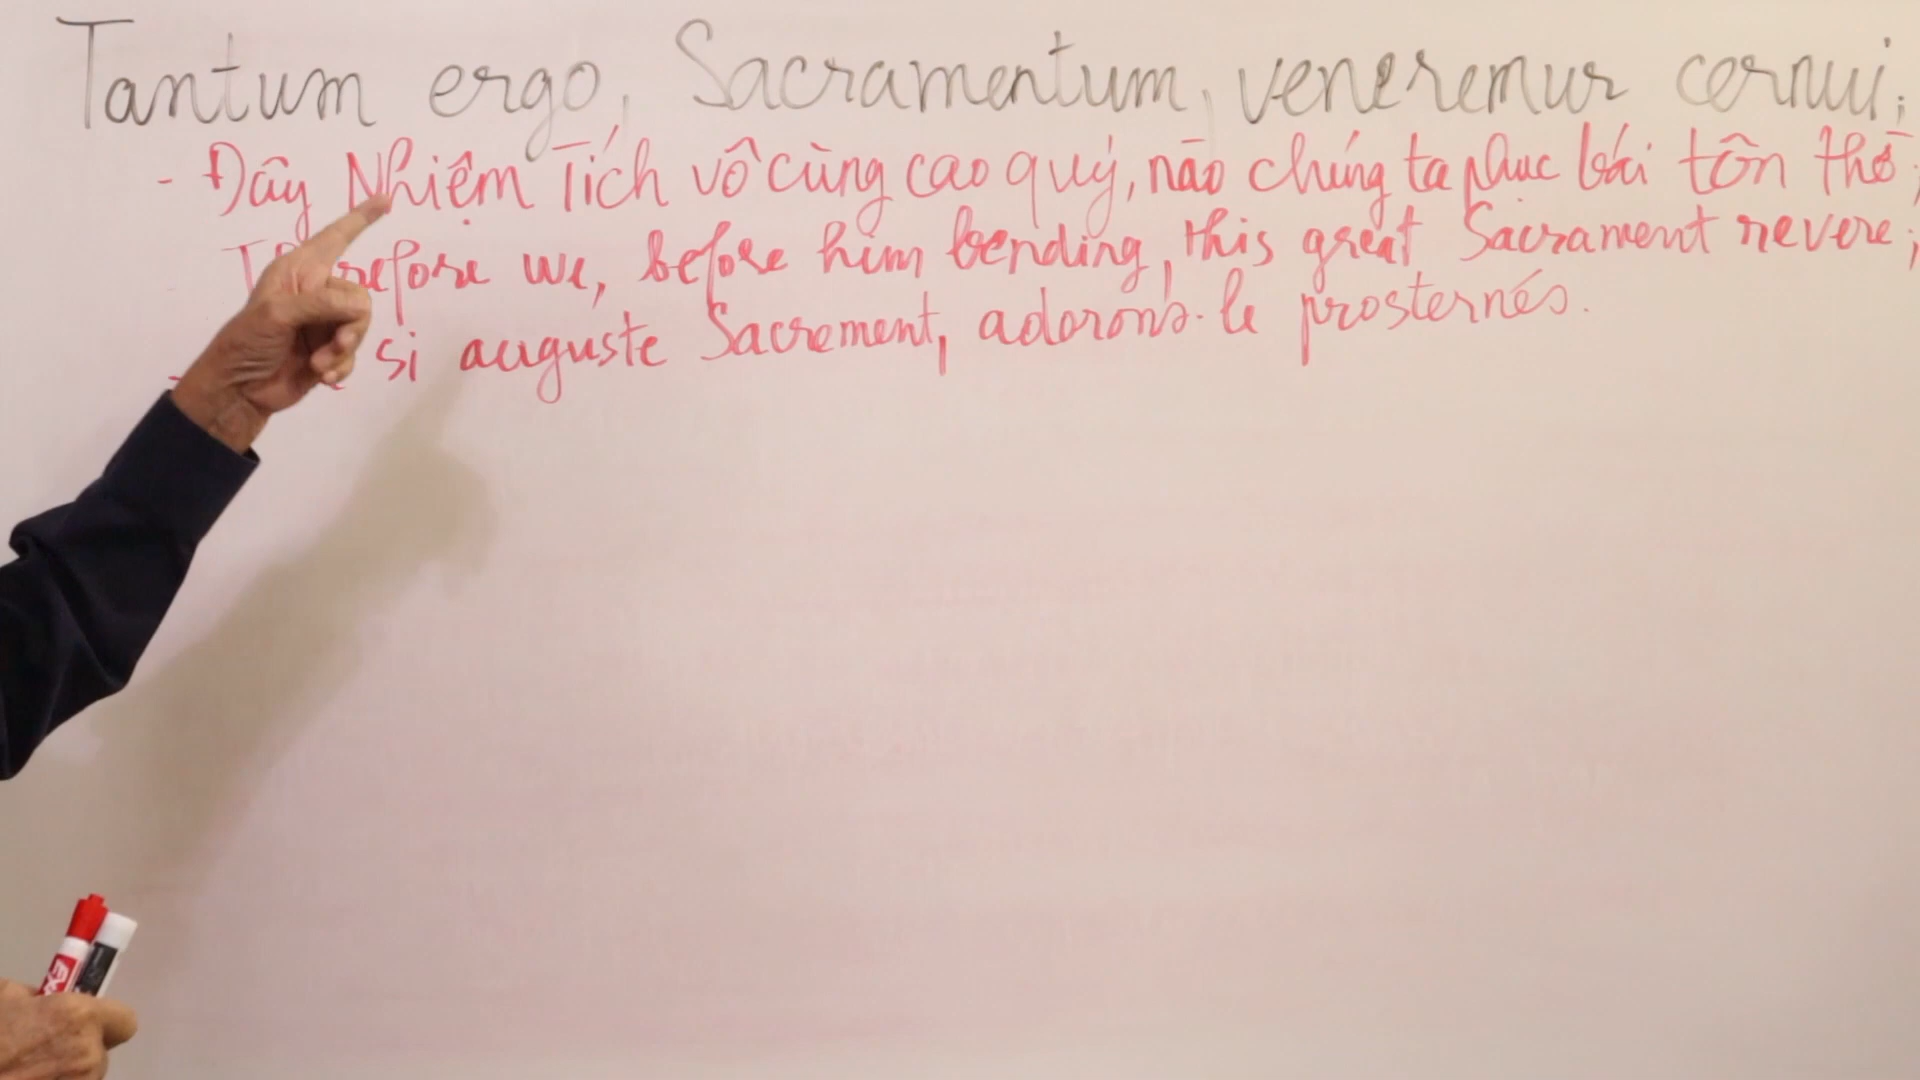 Tantum ergo, Sacramentum, veneremur cernui;
- Đây Nhiệm Tích vô cùng cao quý, nào chúng ta phục bái tôn thờ;
we, before him bending, this great Sacrament revere;
si auguste Sacrement, adorons-le prosternés.